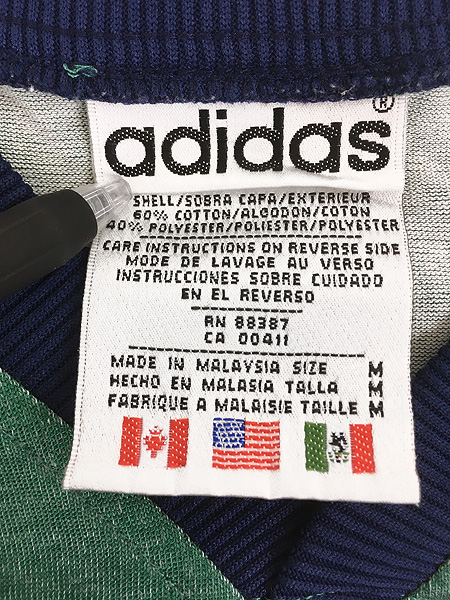 adidas®
SHELL/SOBRA CAPA/EXTERIEUR
60% COTTON/ALGODON/COTON
40% POLYESTER/POLIESTER/POLYESTER
CARE INSTRUCTIONS ON REVERSE SIDE
MODE DE LAVAGE AU VERSO
INSTRUCCIONES SOBRE CUIDADO
EN EL REVERSO
RN 88387
CA 00411
MADE IN MALAYSIA SIZE M
HECHO EN MALASIA TALLA M
FABRIQUE A MALAISIE TAILLE M